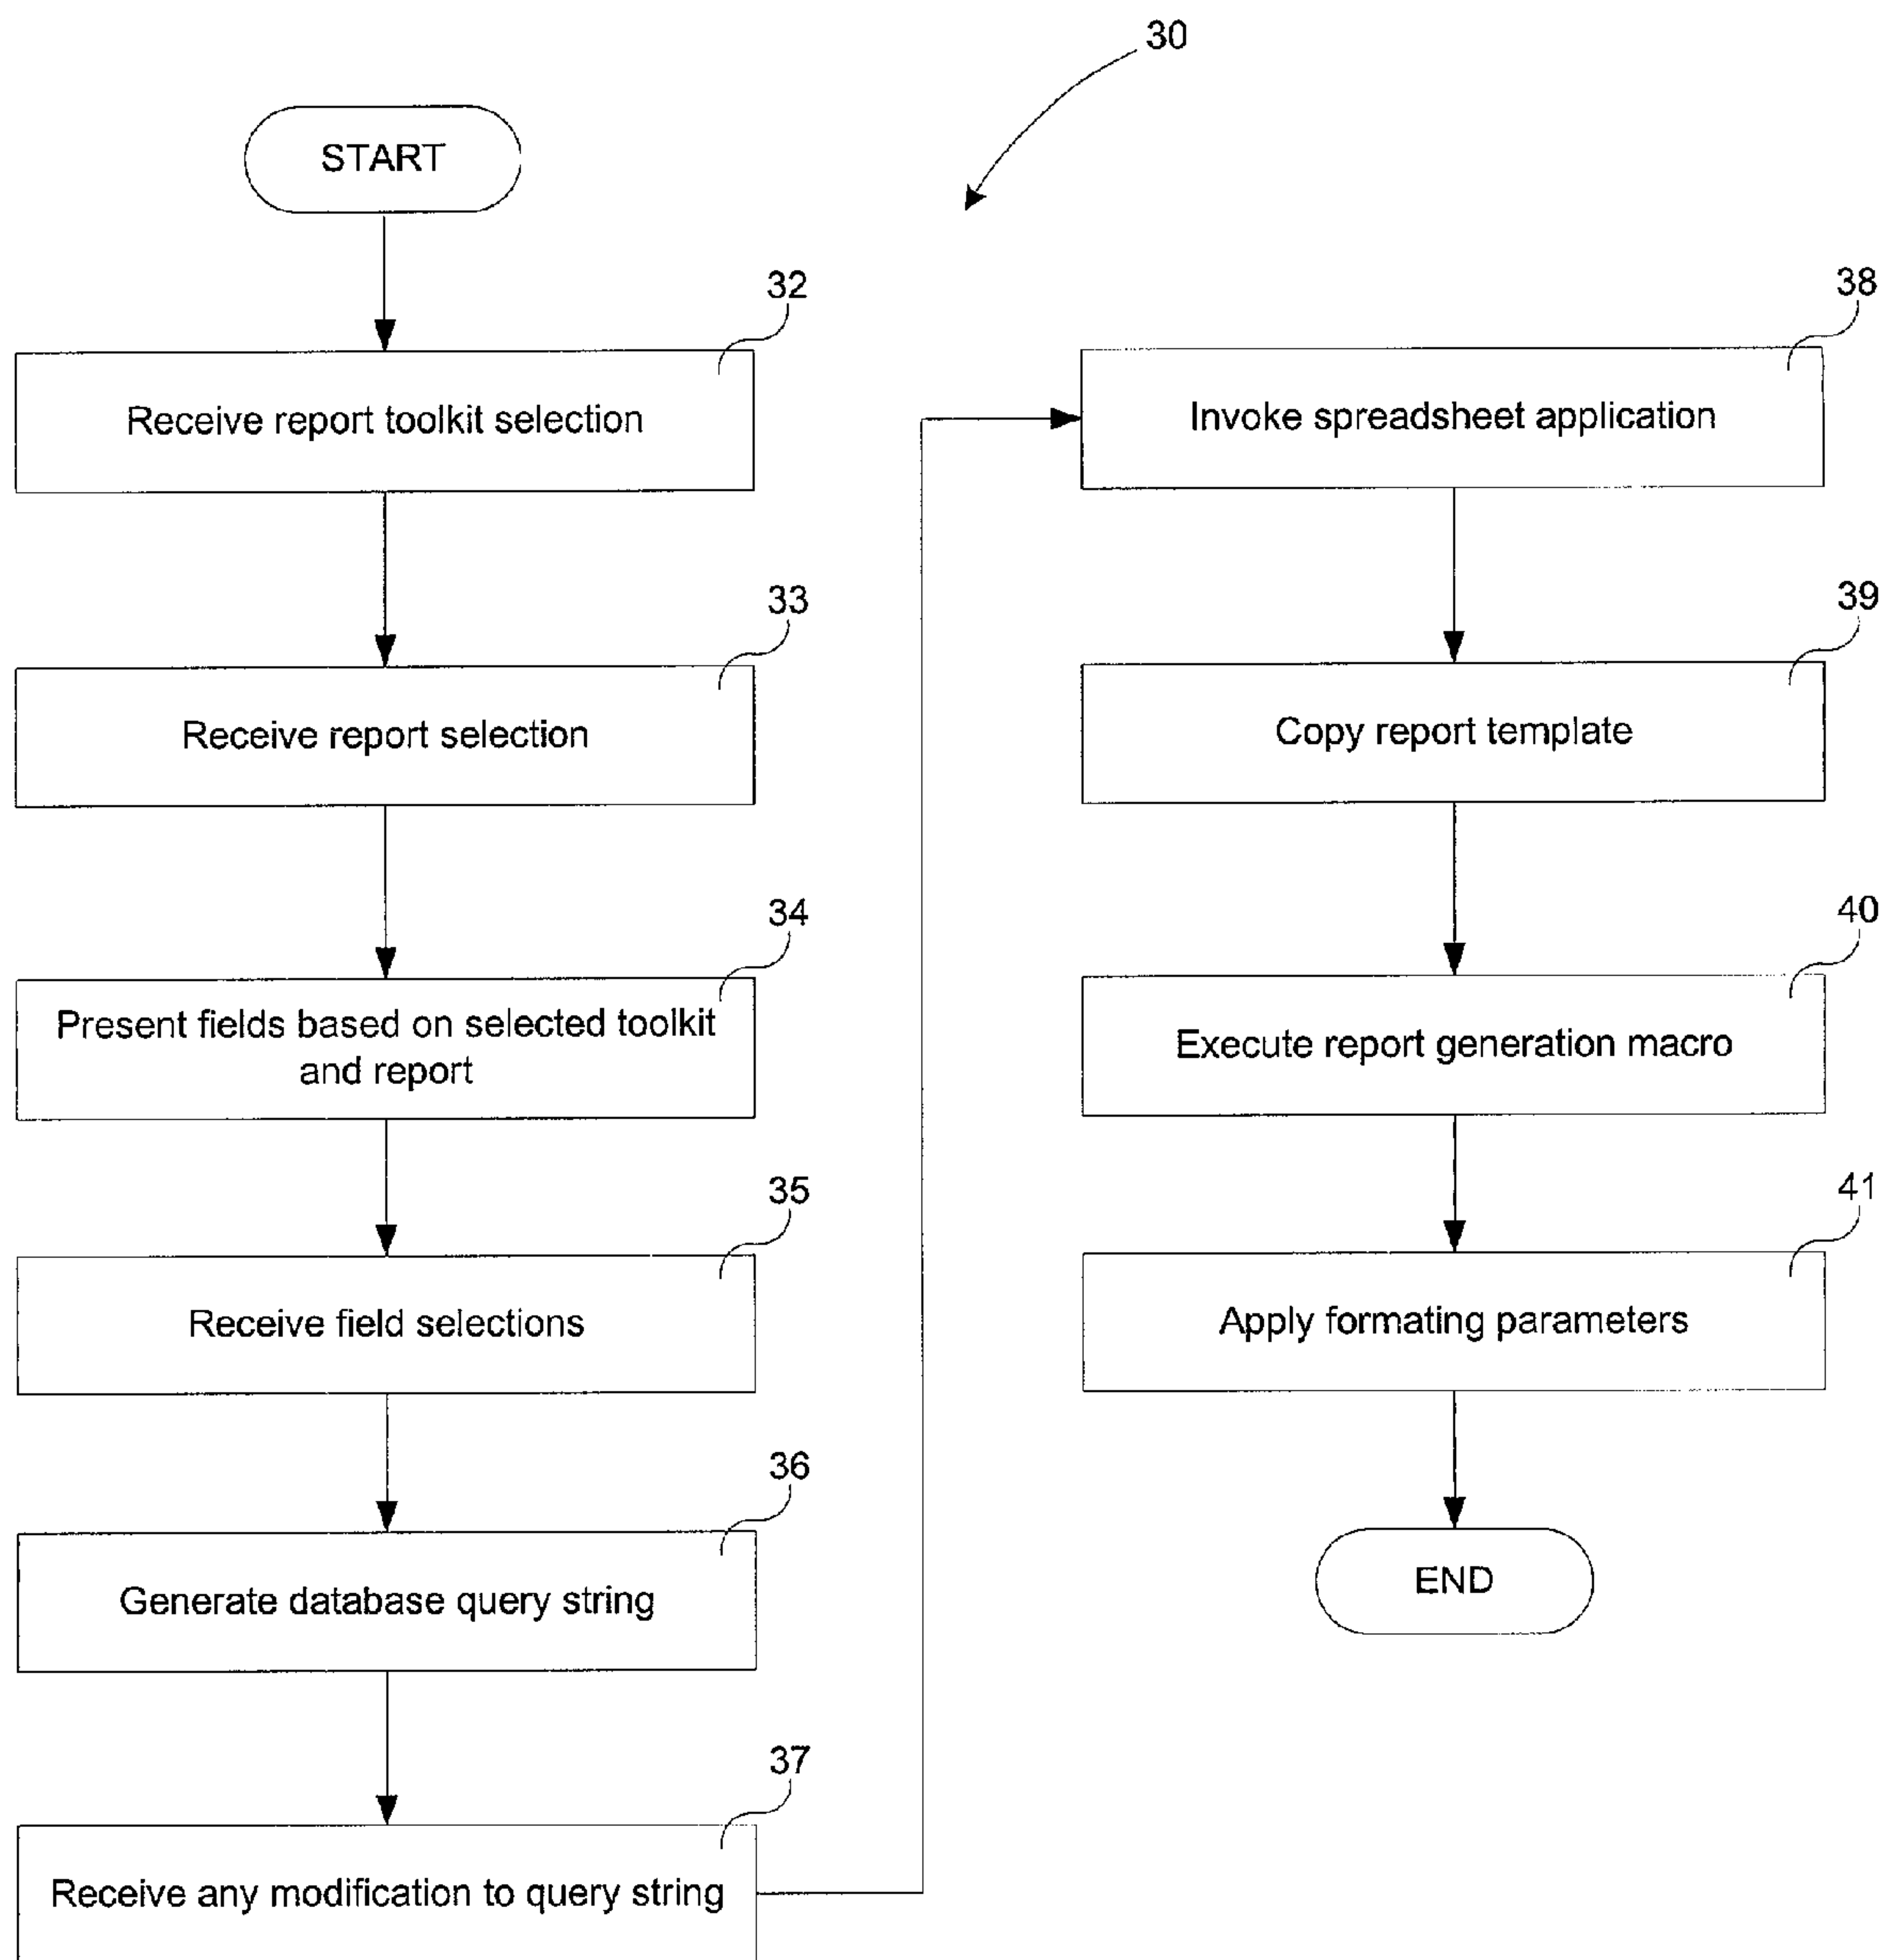 30
START
32
Receive report toolkit selection
33
Receive report selection
34
Present fields based on selected toolkit
and report
35
Receive field selections
36
Generate database query string
37
Receive any modification to query string
38
Invoke spreadsheet application
39
Copy report template
40
Execute report generation macro
41
Apply formating parameters
END